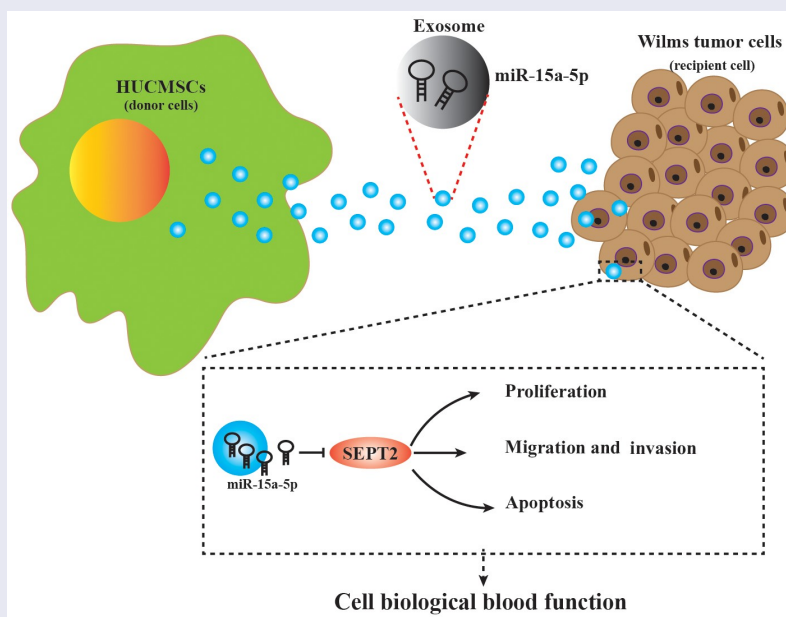 Exosome
miR-15a-5p
HUCMSCs
(donor cells)
Wilms tumor cells
(recipient cell)
miR-15a-5p
SEPT2
Proliferation
Migration and invasion
Apoptosis
Cell biological blood function